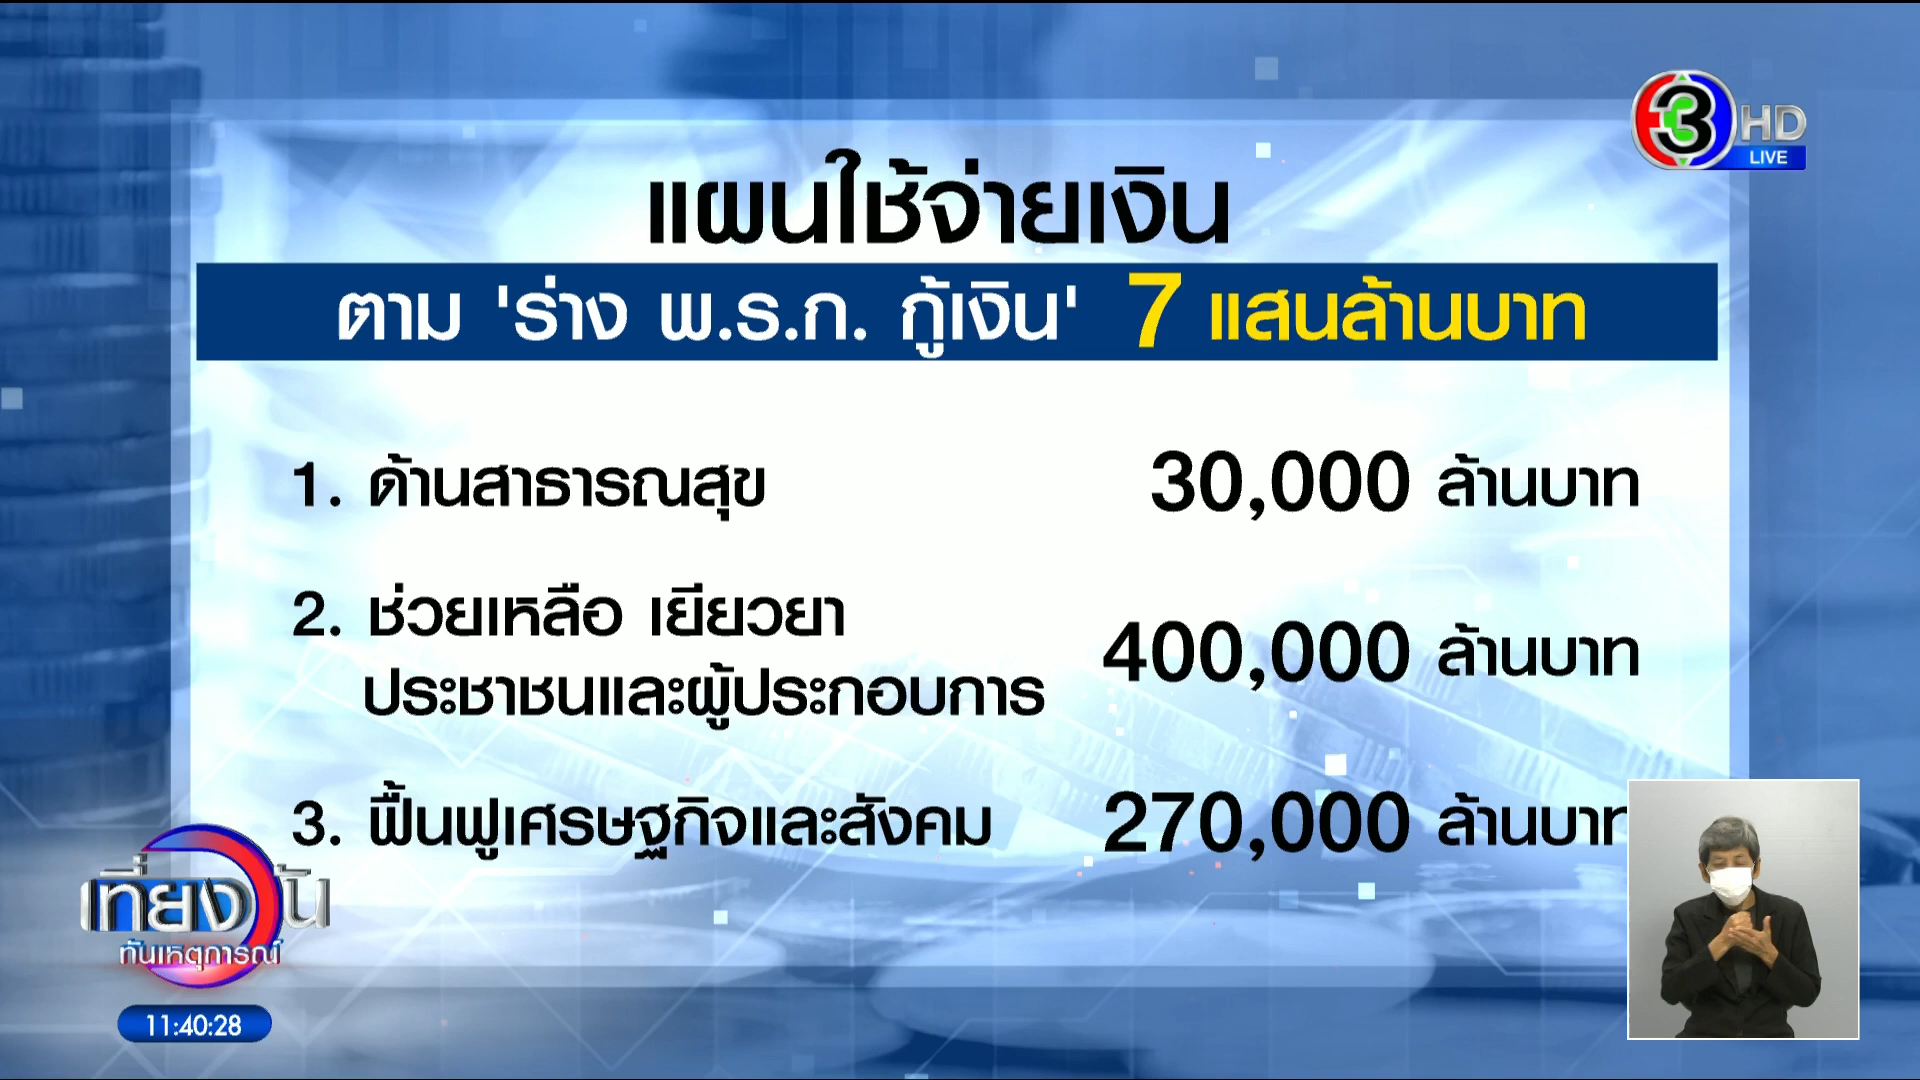 3 HD
LIVE
แผนใช้จ่ายเงิน
ตาม 'ร่าง พ.ร.ก. กู้เงิน' 7 แสนล้านบาท
1. ด้านสาธารณสุข 30,000 ล้านบาท
2. ช่วยเหลือ เยียวยา
ประชาชนและผู้ประกอบการ 400,000 ล้านบาท
3. ฟื้นฟูเศรษฐกิจและสังคม 270,000 ล้านบาท
เที่ยงวัน
ทันเหตุการณ์
11:40:28